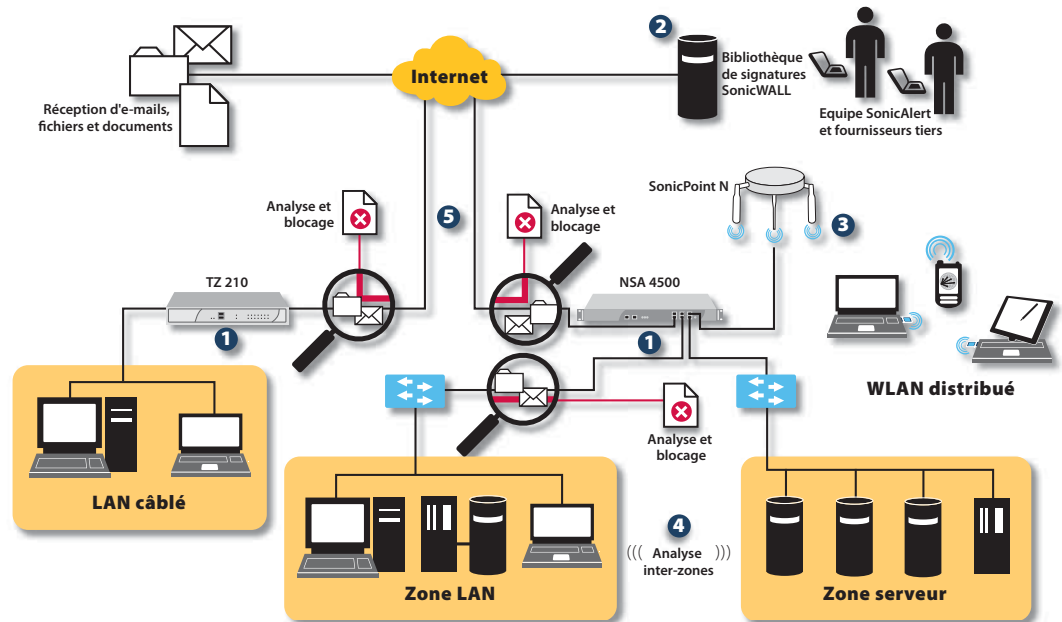 Internet
Réception d'e-mails,
fichiers et documents
2
Bibliothèque
de signatures
SonicWALL
Equipe SonicAlert
et fournisseurs tiers
SonicPoint N
3
Analyse et
blocage
5
Analyse et
blocage
TZ 210
1
NSA 4500
1
WLAN distribué
Analyse et
blocage
LAN câblé
4
((( Analyse )))
inter-zones
Zone LAN
Zone serveur